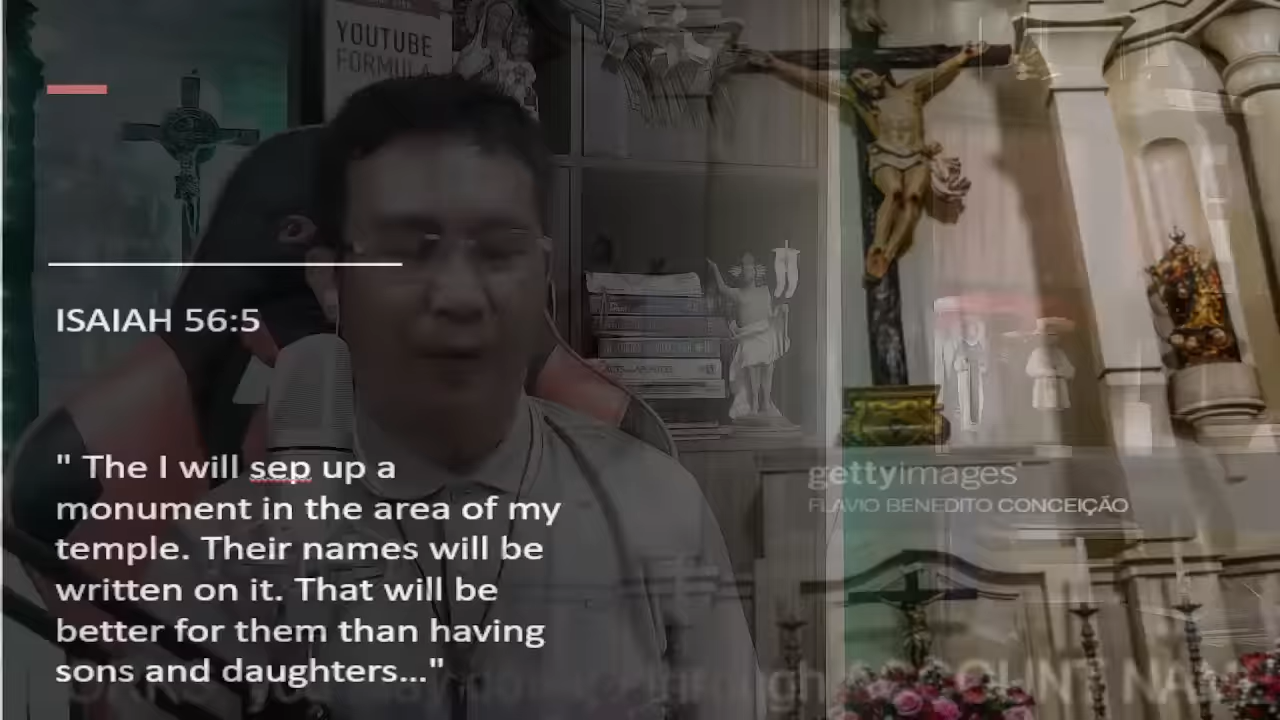 YOUTUBE
FORMULA
ISAIAH 56:5
" The I will sep up a
monument in the area of my
temple. Their names will be
written on it. That will be
better for them than having
sons and daughters..."
gettyimages
FLAVIO BENEDITO CONCEIÇÃO